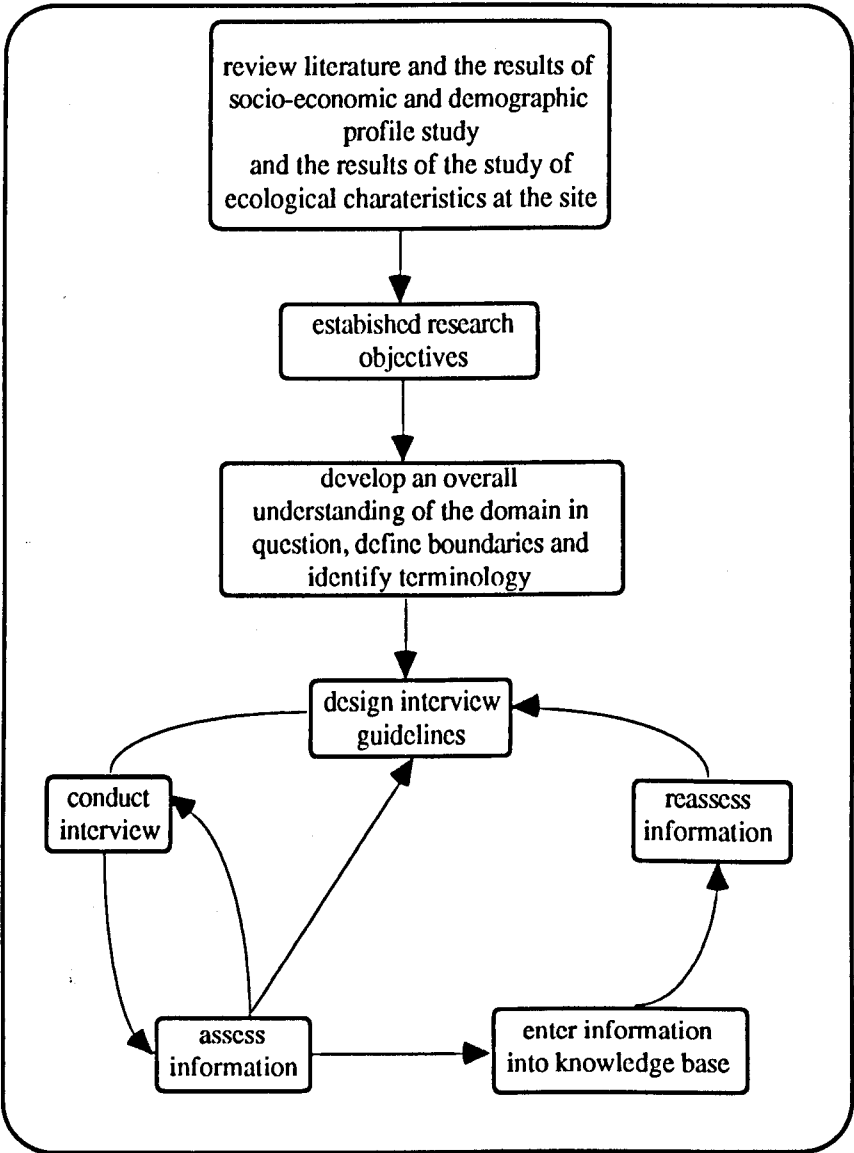 review literature and the results of
socio-economic and demographic
profile study
and the results of the study of
ecological charateristics at the site
estabished research
objectives
develop an overall
understanding of the domain in
question, define boundaries and
identify terminology
design interview
guidelines
conduct
interview
reassess
information
assess
information
enter information
into knowledge base